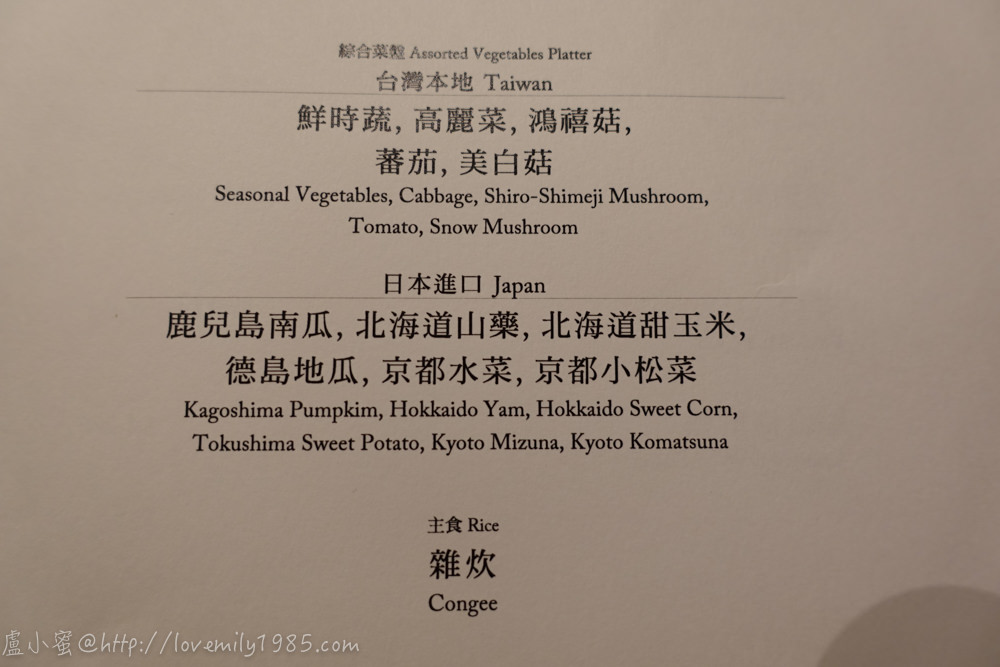 綜合菜盤 Assorted Vegetables Platter
台灣本地 Taiwan
鮮時蔬, 高麗菜, 鴻禧菇,
蕃茄, 美白菇
Seasonal Vegetables, Cabbage, Shiro-Shimeji Mushroom,
Tomato, Snow Mushroom
日本進口 Japan
鹿兒島南瓜, 北海道山藥, 北海道甜玉米,
德島地瓜, 京都水菜, 京都小松菜
Kagoshima Pumpkim, Hokkaido Yam, Hokkaido Sweet Corn,
Tokushima Sweet Potato, Kyoto Mizuna, Kyoto Komatsuna
主食 Rice
雜炊
Congee
盧小蜜@http://lovemily1985.com